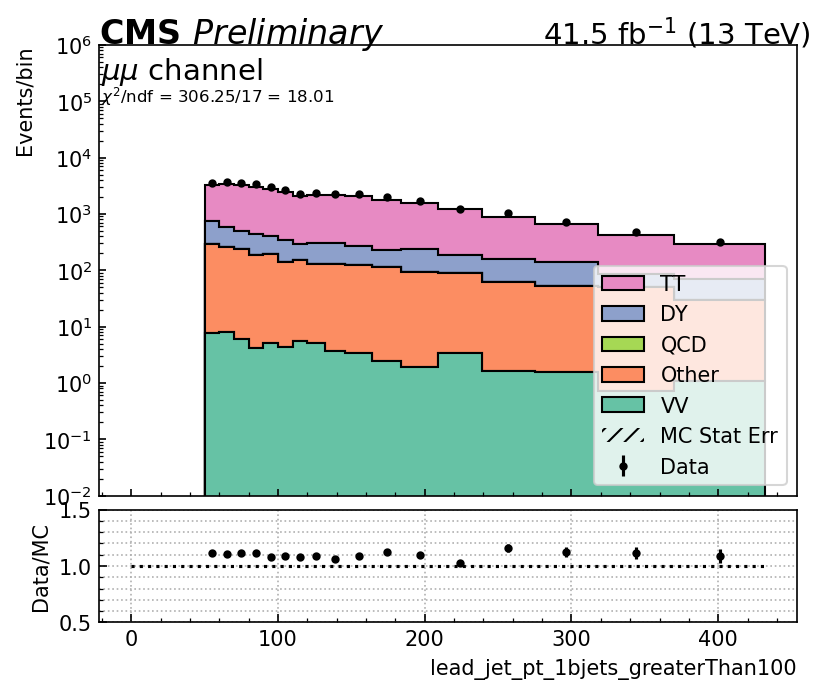 CMS Preliminary 41.5 fb⁻¹ (13 TeV)
μμ channel
χ²/ndf = 306.25/17 = 18.01
Events/bin
10⁶
10⁵
10⁴
10³
10²
10¹
10⁰
10⁻¹
10⁻²
TT
DY
QCD
Other
VV
MC Stat Err
Data
Data/MC
1.5
1.0
0.5
0 100 200 300 400
lead_jet_pt_1bjets_greaterThan100